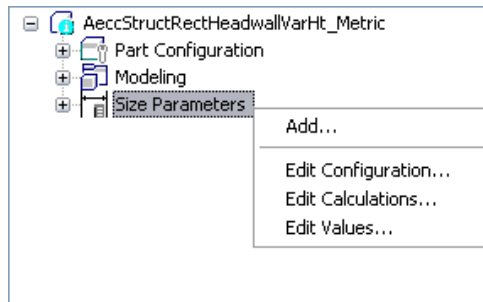 AeccStructRectHeadwallVarHt_Metric
Part Configuration
Modeling
Size Parameters
Add...
Edit Configuration...
Edit Calculations...
Edit Values...